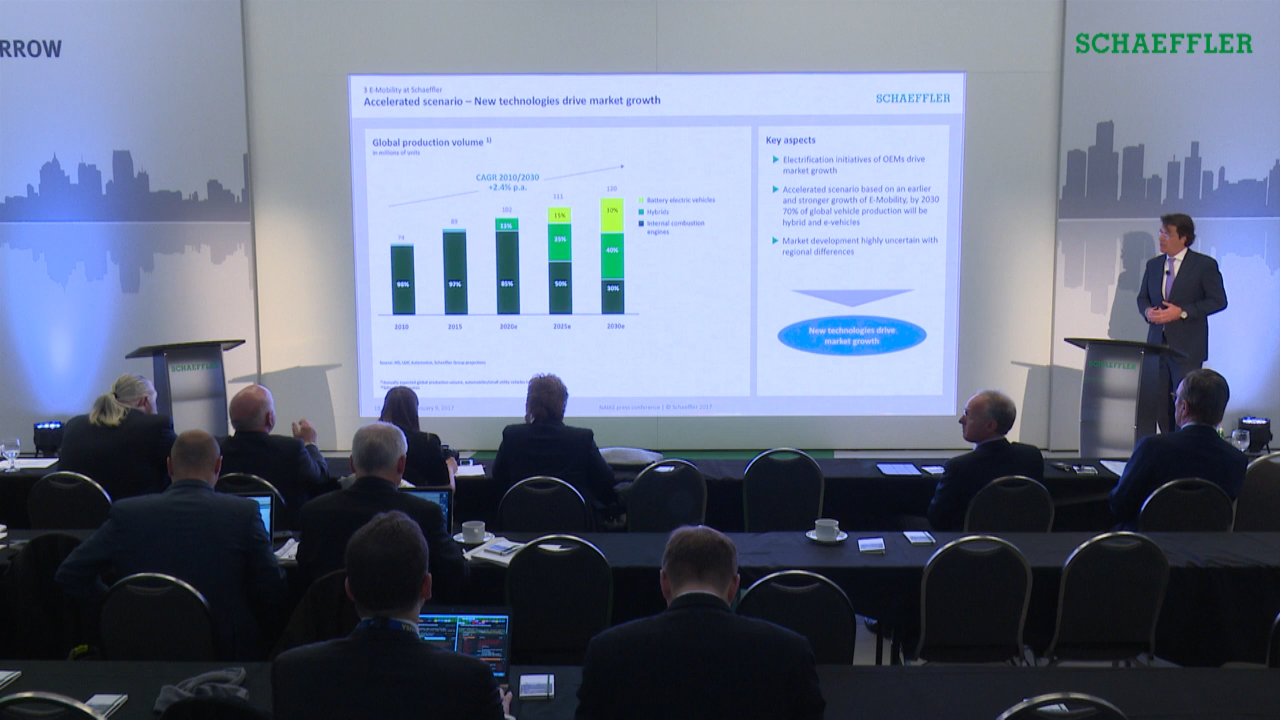 RROW
SCHAEFFLER
3 E-Mobility at Schaeffler
Accelerated scenario – New technologies drive market growth
SCHAEFFLER
Global production volume 1)
in millions of units
CAGR 2010/2030
+2.4% p.a.
74
89
102
111
120
98%
97%
13%
85%
15%
35%
50%
30%
40%
30%
2010
2015
2020e
2025e
2030e
Battery electric vehicles
Hybrids
Internal combustion
engines
Key aspects
Electrification initiatives of OEMs drive
market growth
Accelerated scenario based on an earlier
and stronger growth of E-Mobility, by 2030
70% of global vehicle production will be
hybrid and e-vehicles
Market development highly uncertain with
regional differences
New technologies drive
market growth
NAIAS press conference | © Schaeffler 2017
SCHAEFFLER
SCHAEFFLER